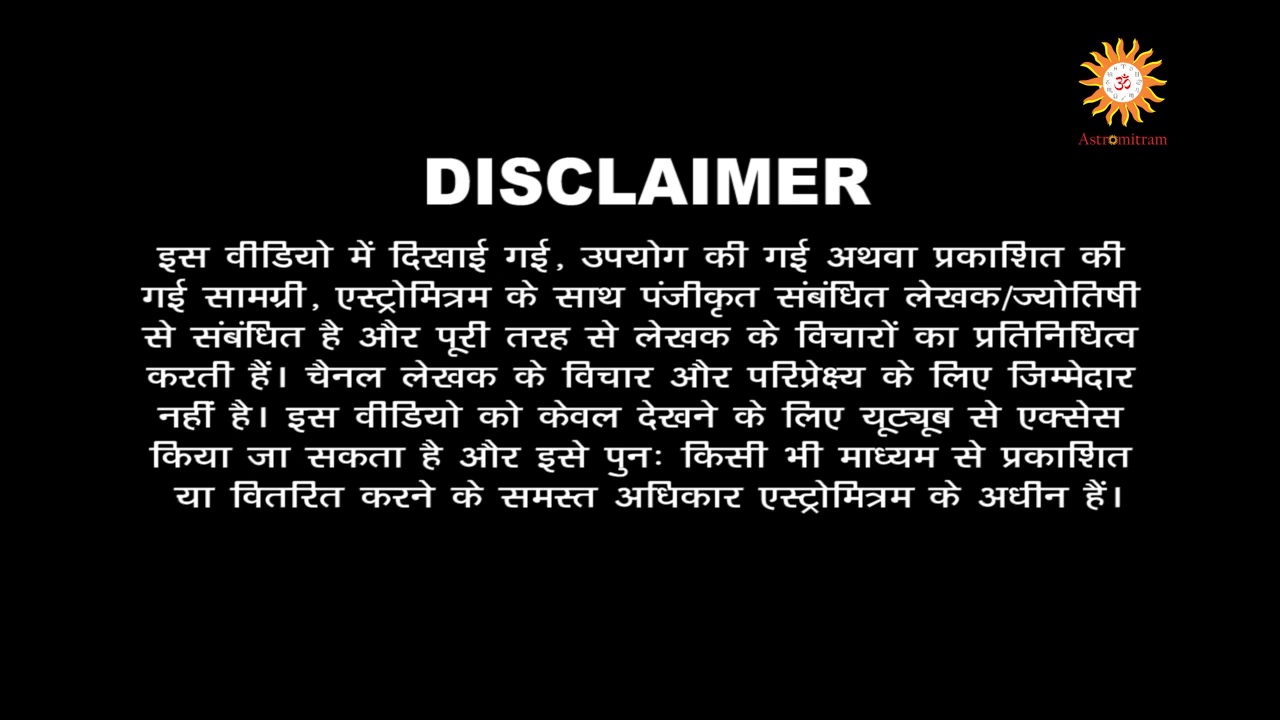 Astromitram
DISCLAIMER
इस वीडियो में दिखाई गई, उपयोग की गई अथवा प्रकाशित की
गई सामग्री, एस्ट्रोमित्रम के साथ पंजीकृत संबंधित लेखक/ज्योतिषी
से संबंधित है और पूरी तरह से लेखक के विचारों का प्रतिनिधित्व
करती हैं। चैनल लेखक के विचार और परिप्रेक्ष्य के लिए जिम्मेदार
नहीं है। इस वीडियो को केवल देखने के लिए यूट्यूब से एक्सेस
किया जा सकता है और इसे पुनः किसी भी माध्यम से प्रकाशित
या वितरित करने के समस्त अधिकार एस्ट्रोमित्रम के अधीन हैं।